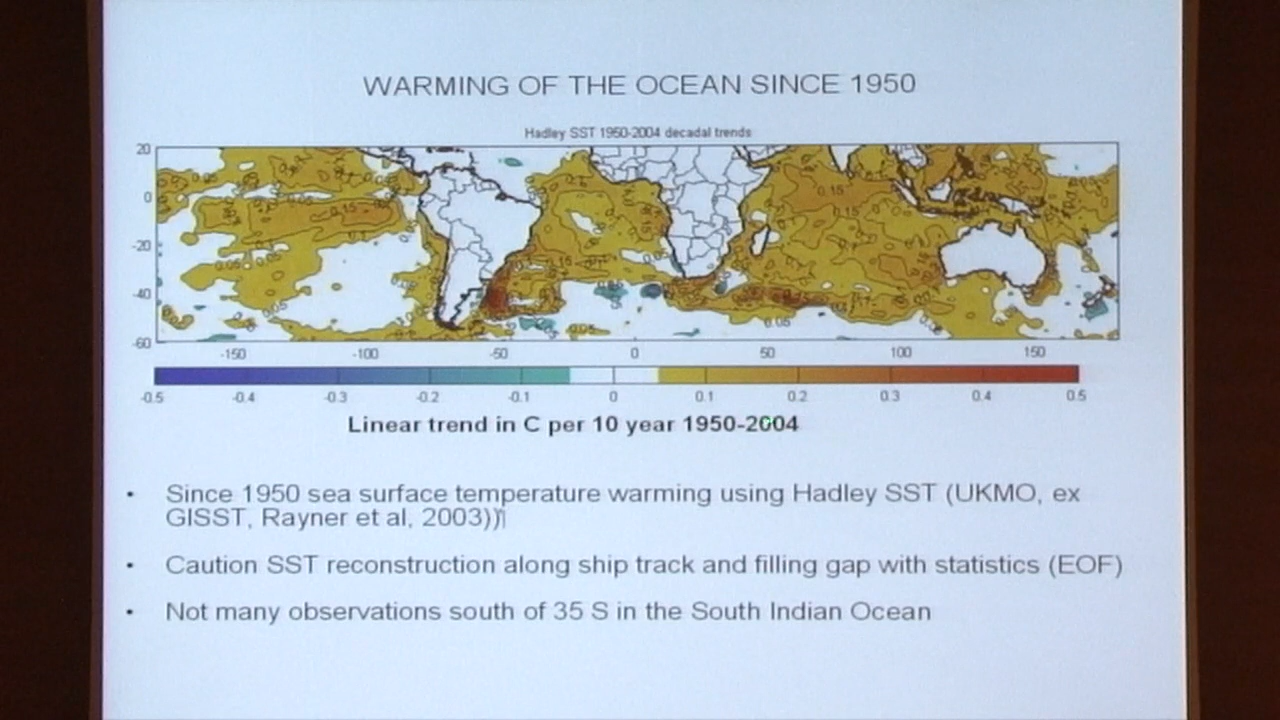 WARMING OF THE OCEAN SINCE 1950
Hadley SST 1950-2004 decadal trends
20
0
-20
-40
-60
-150 -100 -50 0 50 100 150
-0.5 -0.4 -0.3 -0.2 -0.1 0 0.1 0.2 0.3 0.4 0.5
Linear trend in C per 10 year 1950-2004
• Since 1950 sea surface temperature warming using Hadley SST (UKMO, ex
GISST, Rayner et al, 2003))
• Caution SST reconstruction along ship track and filling gap with statistics (EOF)
• Not many observations south of 35 S in the South Indian Ocean